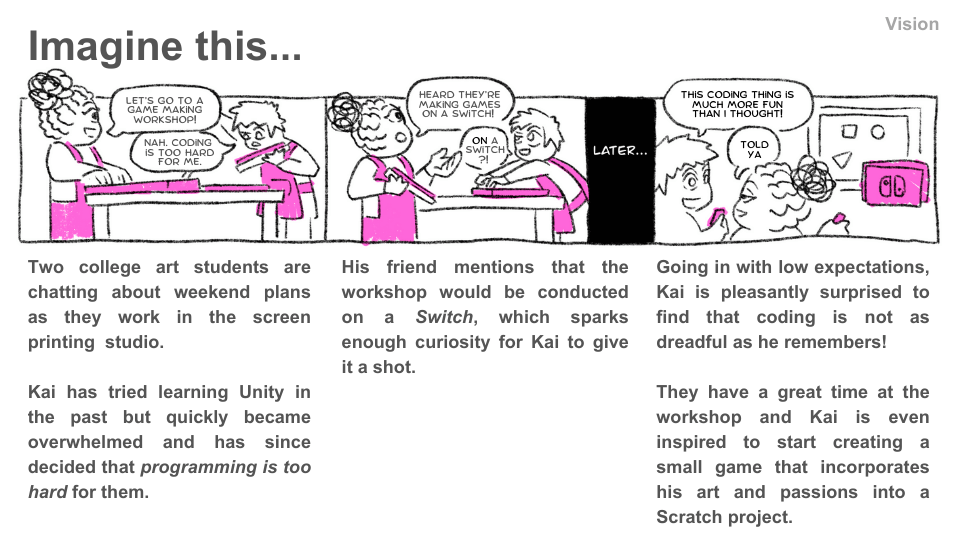 Vision
Imagine this...
LET'S GO TO A
GAME MAKING
WORKSHOP!
NAH. CODING
IS TOO HARD
FOR ME.
HEARD THEY'RE
MAKING GAMES
ON A SWITCH!
ON A
SWITCH
?!
LATER...
THIS CODING THING IS
MUCH MORE FUN
THAN I THOUGHT!
TOLD
YA
Two college art students are
chatting about weekend plans
as they work in the screen
printing studio.
Kai has tried learning Unity in
the past but quickly became
overwhelmed and has since
decided that programming is too
hard for them.
His friend mentions that the
workshop would be conducted
on a Switch, which sparks
enough curiosity for Kai to give
it a shot.
Going in with low expectations,
Kai is pleasantly surprised to
find that coding is not as
dreadful as he remembers!
They have a great time at the
workshop and Kai is even
inspired to start creating a
small game that incorporates
his art and passions into a
Scratch project.